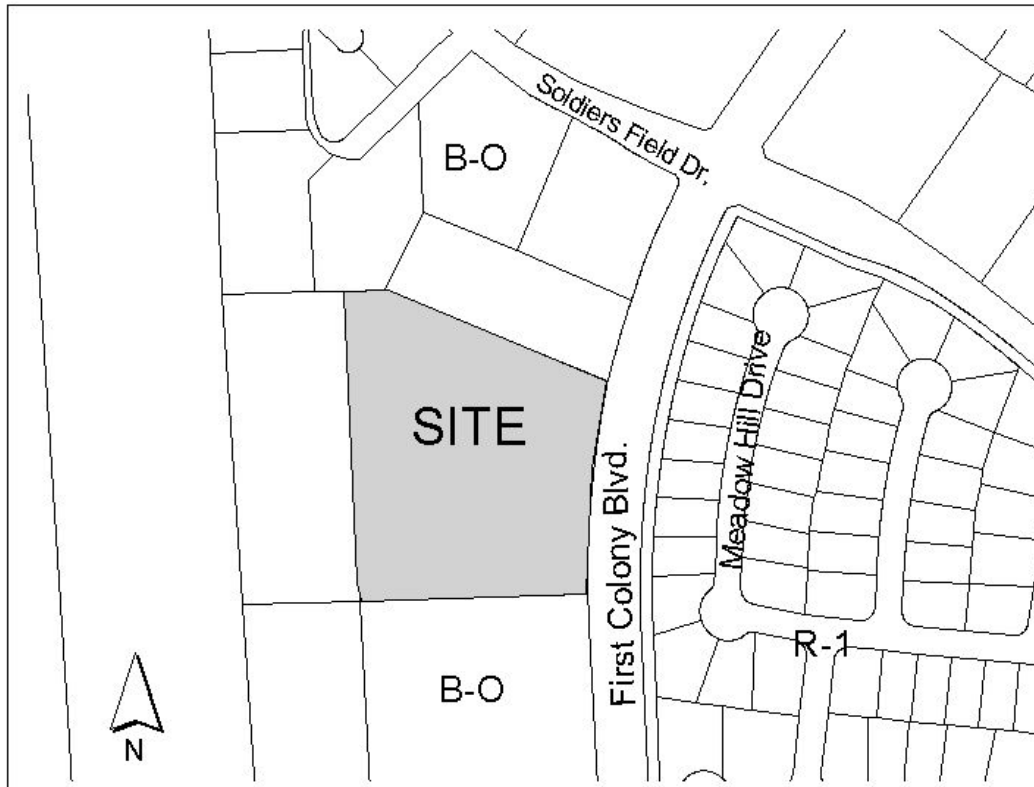 Soldiers Field Dr.
B-O
SITE
Meadow Hill Drive
First Colony Blvd.
R-1
B-O
N